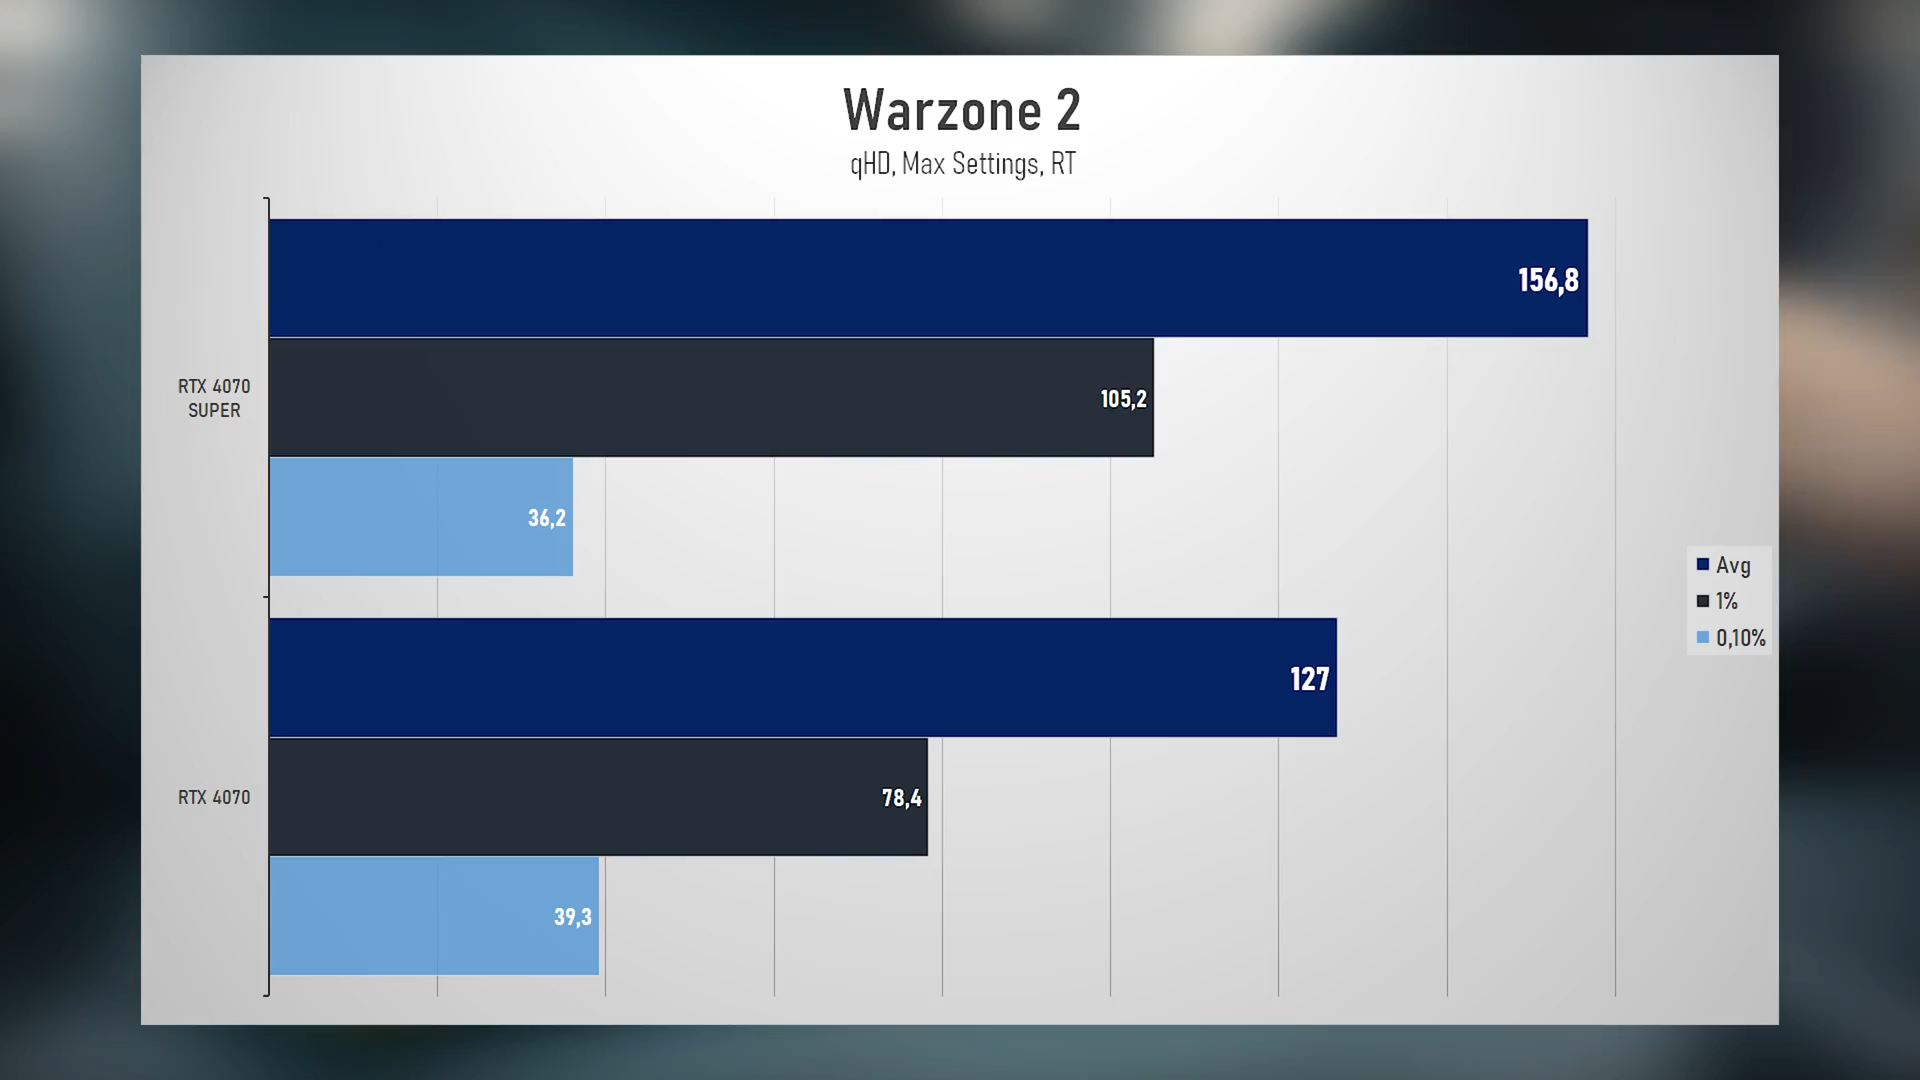 Warzone 2
qHD, Max Settings, RT
156,8
RTX 4070
SUPER
105,2
36,2
127
RTX 4070
78,4
39,3
Avg
1%
0,10%